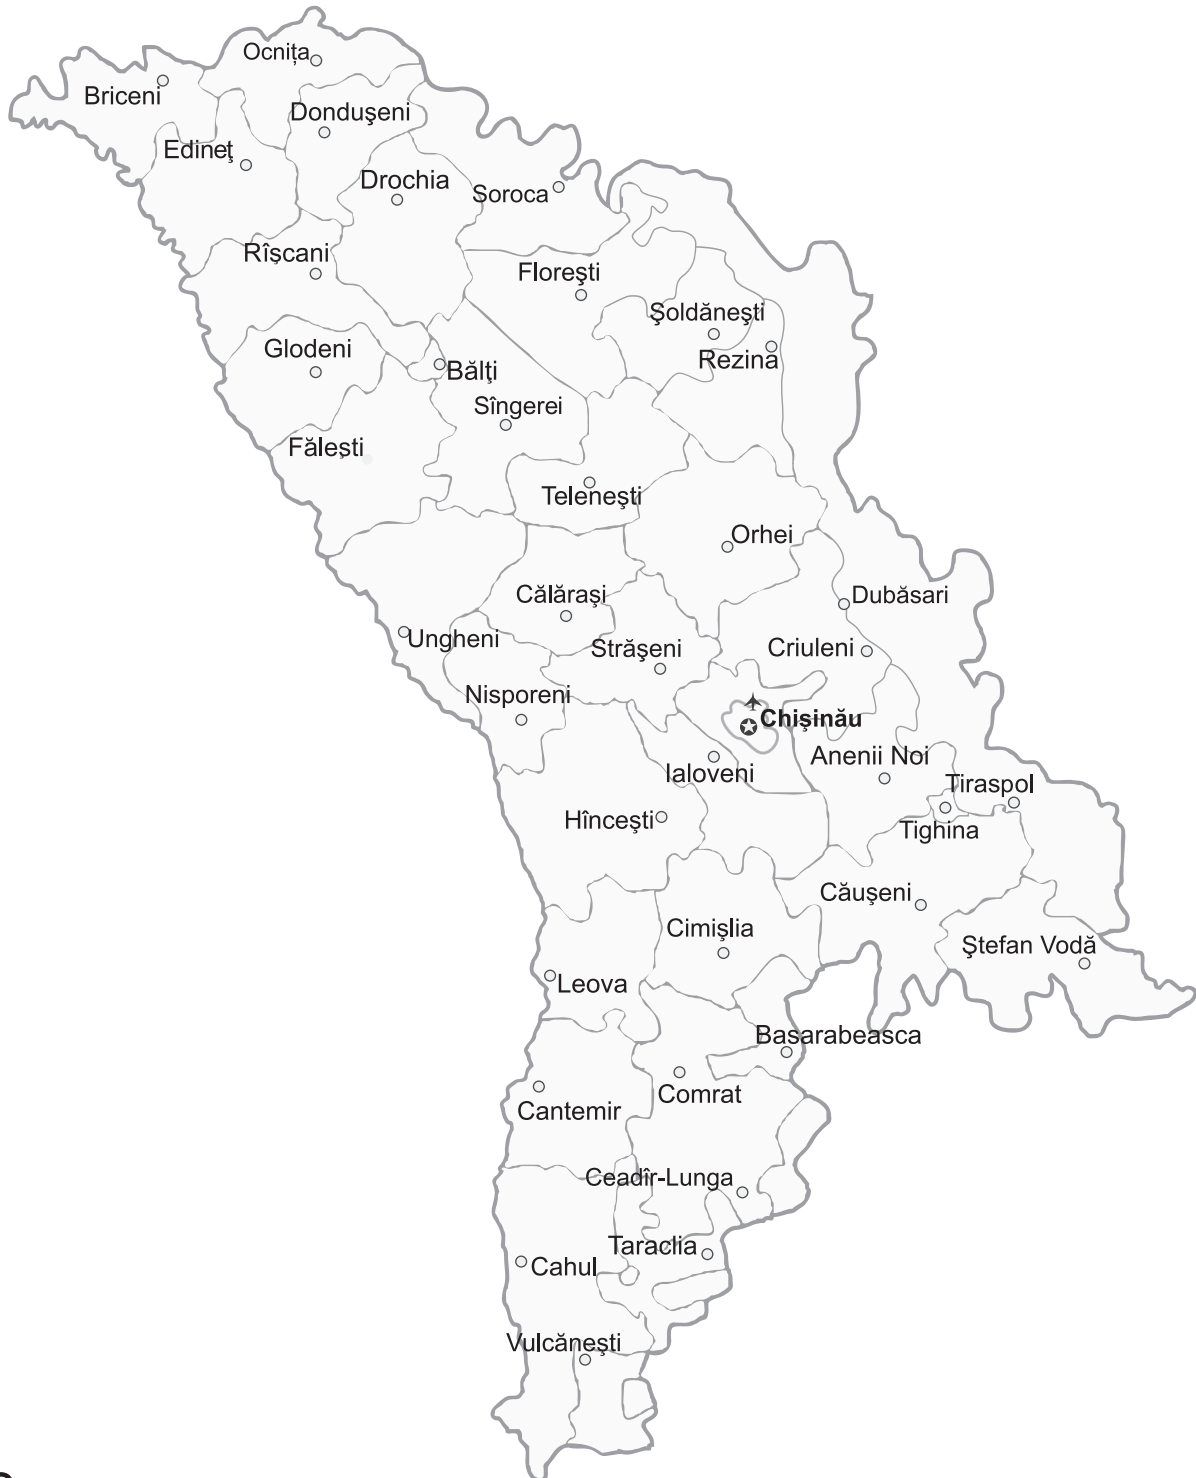 Ocnița
Briceni
Dondușeni
Edineț
Drochia
Soroca
Rîșcani
Florești
Șoldănești
Glodeni
Rezina
Bălți
Sîngerei
Fălești
Telenești
Orhei
Călărași
Dubăsari
Ungheni
Strășeni
Criuleni
Nisporeni
Chișinău
Anenii Noi
Ialoveni
Tiraspol
Hîncești
Tighina
Căușeni
Cimișlia
Ștefan Vodă
Leova
Basarabeasca
Comrat
Cantemir
Ceadîr-Lunga
Taraclia
Cahul
Vulcănești